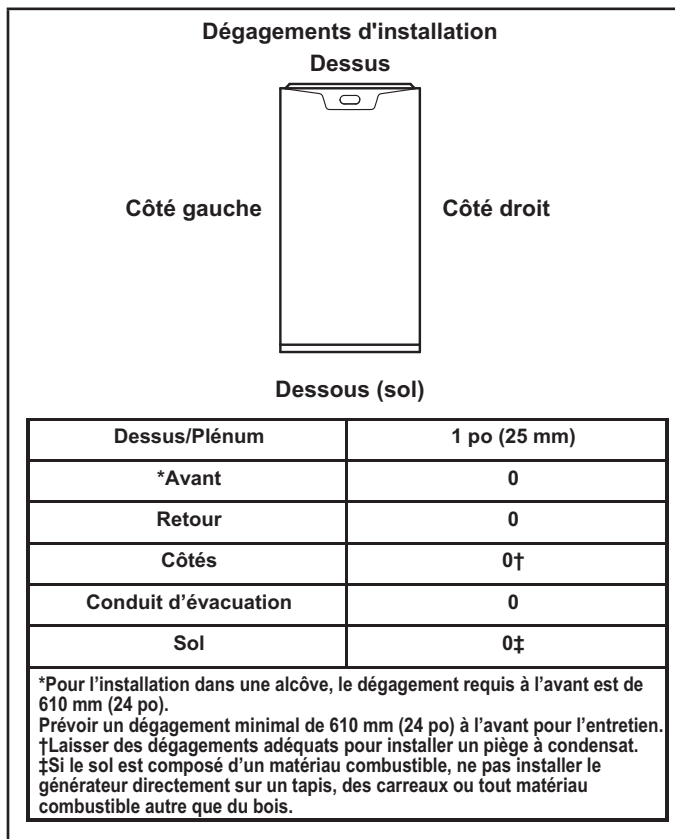 Dégagements d'installation
Dessus
Côté gauche
Côté droit
Dessous (sol)
Dessus/Plénum 1 po (25 mm)
*Avant 0
Retour 0
Côtés 0†
Conduit d’évacuation 0
Sol 0‡
*Pour l’installation dans une alcôve, le dégagement requis à l’avant est de
610 mm (24 po).
Prévoir un dégagement minimal de 610 mm (24 po) à l’avant pour l’entretien.
†Laisser des dégagements adéquats pour installer un piège à condensat.
‡Si le sol est composé d’un matériau combustible, ne pas installer le
générateur directement sur un tapis, des carreaux ou tout matériau
combustible autre que du bois.